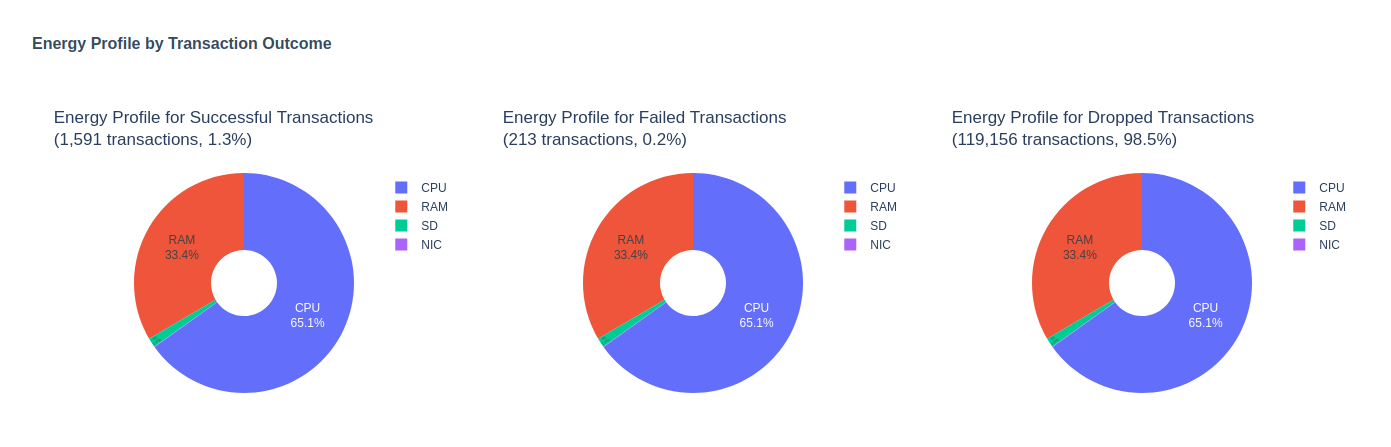 Energy Profile by Transaction Outcome
Energy Profile for Successful Transactions
(1,591 transactions, 1.3%)
CPU
RAM
SD
NIC
RAM
33.4%
CPU
65.1%
Energy Profile for Failed Transactions
(213 transactions, 0.2%)
CPU
RAM
SD
NIC
RAM
33.4%
CPU
65.1%
Energy Profile for Dropped Transactions
(119,156 transactions, 98.5%)
CPU
RAM
SD
NIC
RAM
33.4%
CPU
65.1%